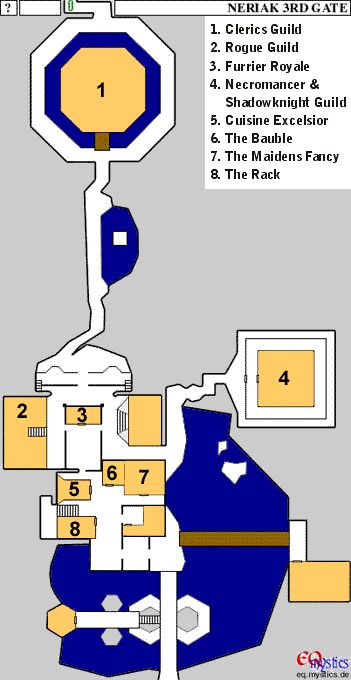 ?
0
NERIAK 3RD GATE
1. Clerics Guild
2. Rogue Guild
3. Furrier Royale
4. Necromancer &
Shadowknight Guild
5. Cuisine Excelsior
6. The Bauble
7. The Maidens Fancy
8. The Rack
1
4
2
3
6
7
5
8
EQ mystics
eq.mystics.de